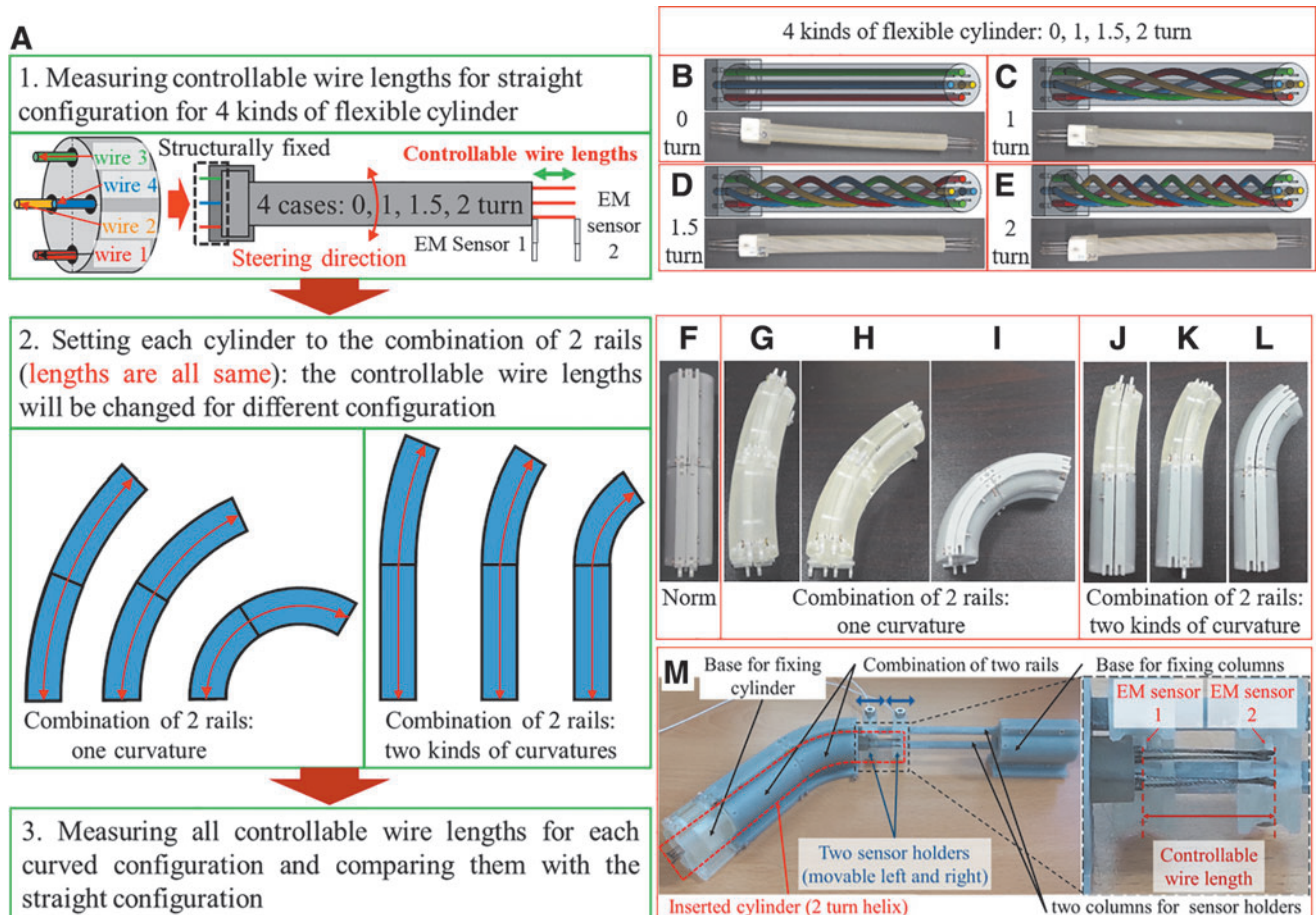 A
1. Measuring controllable wire lengths for straight
configuration for 4 kinds of flexible cylinder
wire 3
wire 4
wire 2
wire 1
Structurally fixed
Controllable wire lengths
4 cases: 0, 1, 1.5, 2 turn
Steering direction
EM Sensor 1
EM
sensor
2
2. Setting each cylinder to the combination of 2 rails
(lengths are all same): the controllable wire lengths
will be changed for different configuration
Combination of 2 rails:
one curvature
Combination of 2 rails:
two kinds of curvatures
3. Measuring all controllable wire lengths for each
curved configuration and comparing them with the
straight configuration
4 kinds of flexible cylinder: 0, 1, 1.5, 2 turn
B
0
turn
C
1
turn
D
1.5
turn
E
2
turn
F
G
H
I
J
K
L
Norm
Combination of 2 rails:
one curvature
Combination of 2 rails:
two kinds of curvature
M
Base for fixing
cylinder
Combination of two rails
Base for fixing columns
EM sensor
1
EM sensor
2
Two sensor holders
(movable left and right)
Controllable
wire length
Inserted cylinder (2 turn helix)
two columns for sensor holders